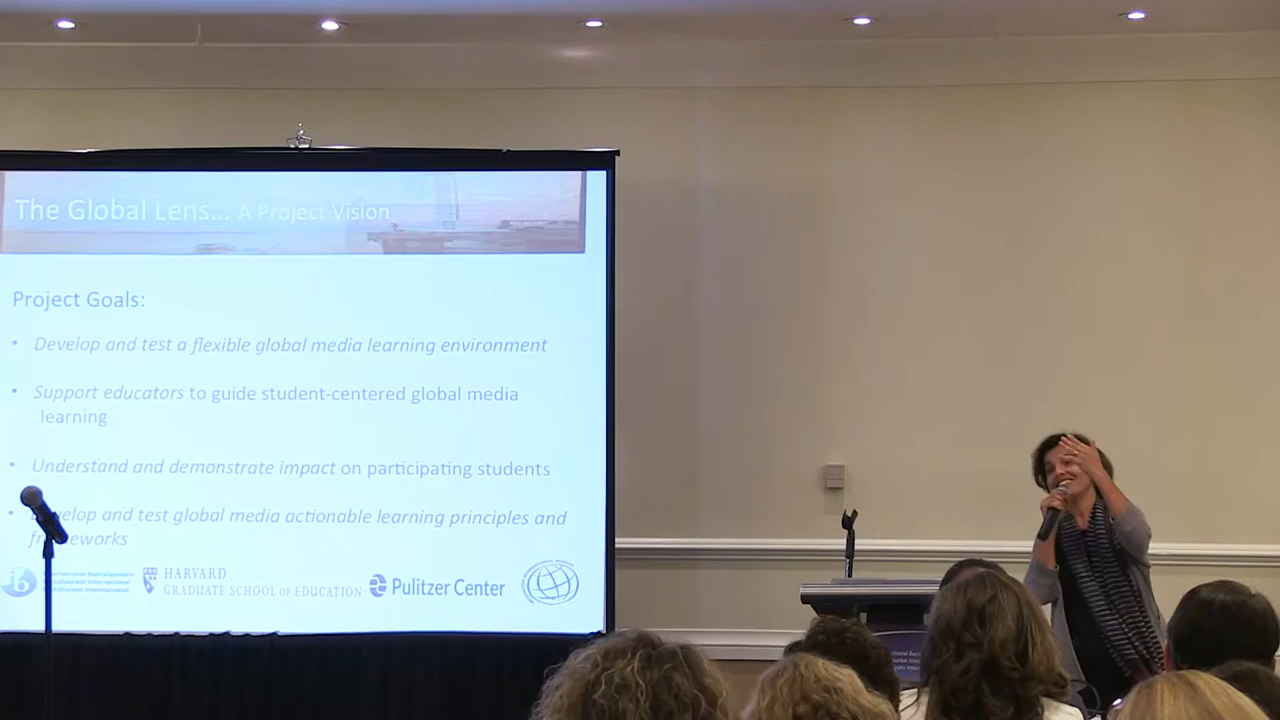 The Global Lens... A Project Vision
Project Goals:
• Develop and test a flexible global media learning environment
• Support educators to guide student-centered global media
learning
• Understand and demonstrate impact on participating students
• Develop and test global media actionable learning principles and
frameworks
HARVARD
GRADUATE SCHOOL OF EDUCATION
Pulitzer Center